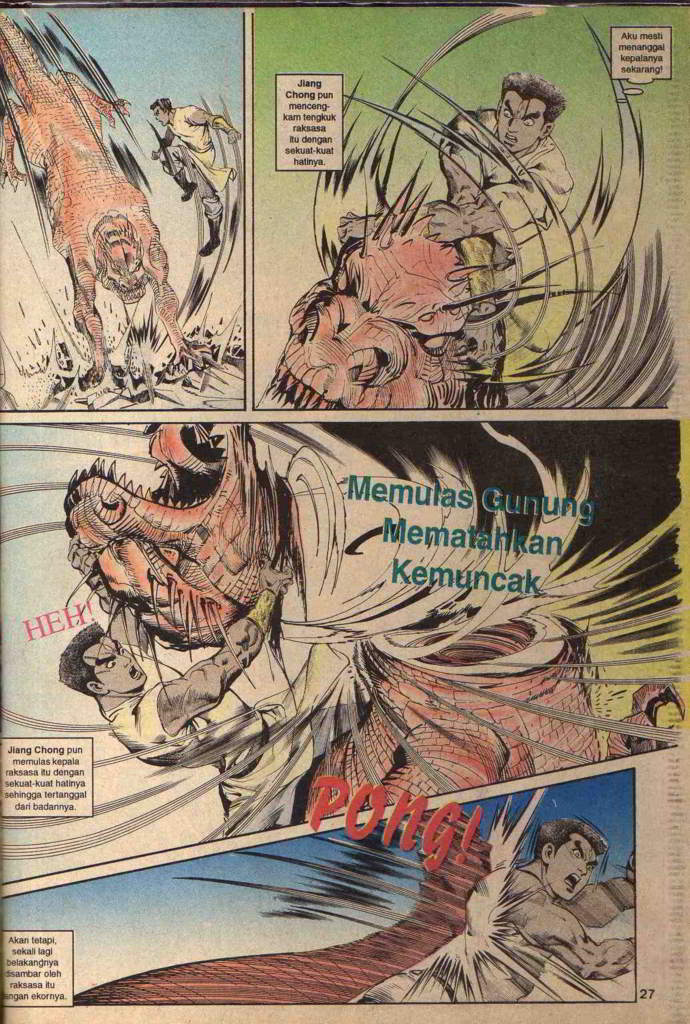 Jiang
Chong pun
menceng-
kam tengkuk
raksasa
itu dengan
sekuat-kuat
hatinya.
Aku mesti
menanggal
kepalanya
sekarang!
Memulas Gunung
Mematahkan
Kemuncak
HEH!
Jiang Chong pun
memulas kepala
raksasa itu dengan
sekuat-kuat hatinya
sehingga tertanggal
dari badannya.
PONG!
Akan tetapi,
sekali lagi
belakangnya
disambar oleh
raksasa itu
dengan ekornya.
27